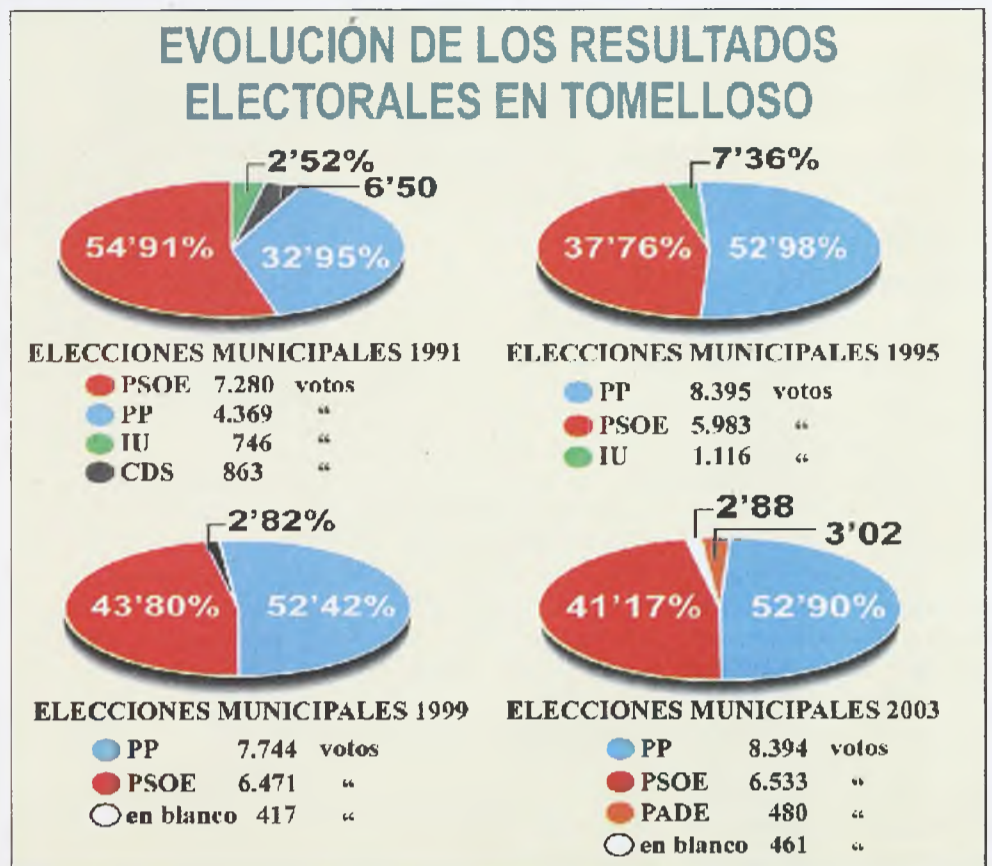 EVOLUCIÓN DE LOS RESULTADOS
ELECTORALES EN TOMELLOSO
2'52%
6'50
54'91%
32'95%
ELECCIONES MUNICIPALES 1991
PSOE 7.280 votos
PP 4.369 “
IU 746 “
CDS 863 “
7'36%
37'76%
52'98%
ELECCIONES MUNICIPALES 1995
PP 8.395 votos
PSOE 5.983 “
IU 1.116 “
2'82%
43'80%
52'42%
ELECCIONES MUNICIPALES 1999
PP 7.744 votos
PSOE 6.471 “
en blanco 417 “
2'88
3'02
41'17%
52'90%
ELECCIONES MUNICIPALES 2003
PP 8.394 votos
PSOE 6.533 “
PADE 480 “
en blanco 461 “